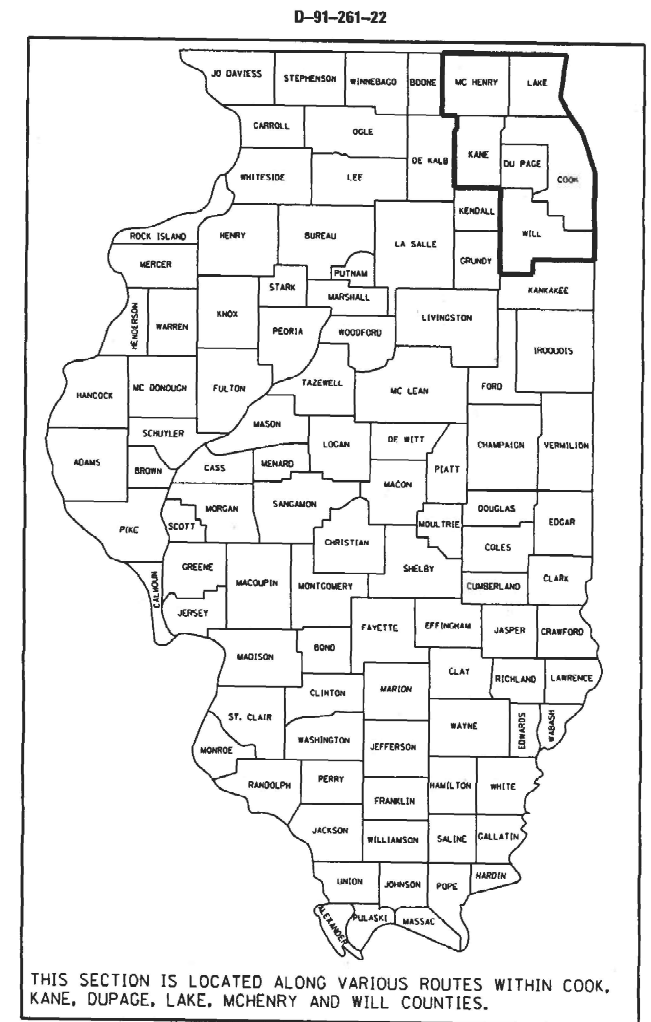 D-91-261-22
JO DAVIESS STEPHENSON WINNEBAGO BOONE MC HENRY LAKE
CARROLL OGLE DE KALB KANE DU PAGE COOK
WHITESIDE LEE
KENDALL
ROCK ISLAND HENRY BUREAU LA SALLE WILL
MERCER PUTNAM GRUNDY
STARK MARSHALL KANKAKEE
HENDERSON WARREN KNOX PEORIA WOODFORD LIVINGSTON
IROQUOIS
HANCOCK MC DONOUGH FULTON TAZEWELL MC LEAN FORD
SCHUYLER MASON
ADAMS BROWN CASS MENARD LOGAN DE WITT CHAMPAIGN VERMILION
MACON PIATT
PIKE SCOTT MORGAN SANGAMON DOUGLAS
CHRISTIAN MOULTRIE COLES EDGAR
CALHOUN GREENE MACOUPIN MONTGOMERY SHELBY CUMBERLAND CLARK
JERSEY
FAYETTE EFFINGHAM JASPER CRAWFORD
MADISON BOND
CLINTON MARION CLAY RICHLAND LAWRENCE
ST. CLAIR WASHINGTON WAYNE EDWARDS WABASH
MONROE JEFFERSON
RANDOLPH PERRY HAMILTON WHITE
FRANKLIN
JACKSON WILLIAMSON SALINE GALLATIN
UNION JOHNSON POPE HARDIN
ALEXANDER PULASKI MASSAC
THIS SECTION IS LOCATED ALONG VARIOUS ROUTES WITHIN COOK,
KANE, DUPAGE, LAKE, MCHENRY AND WILL COUNTIES.